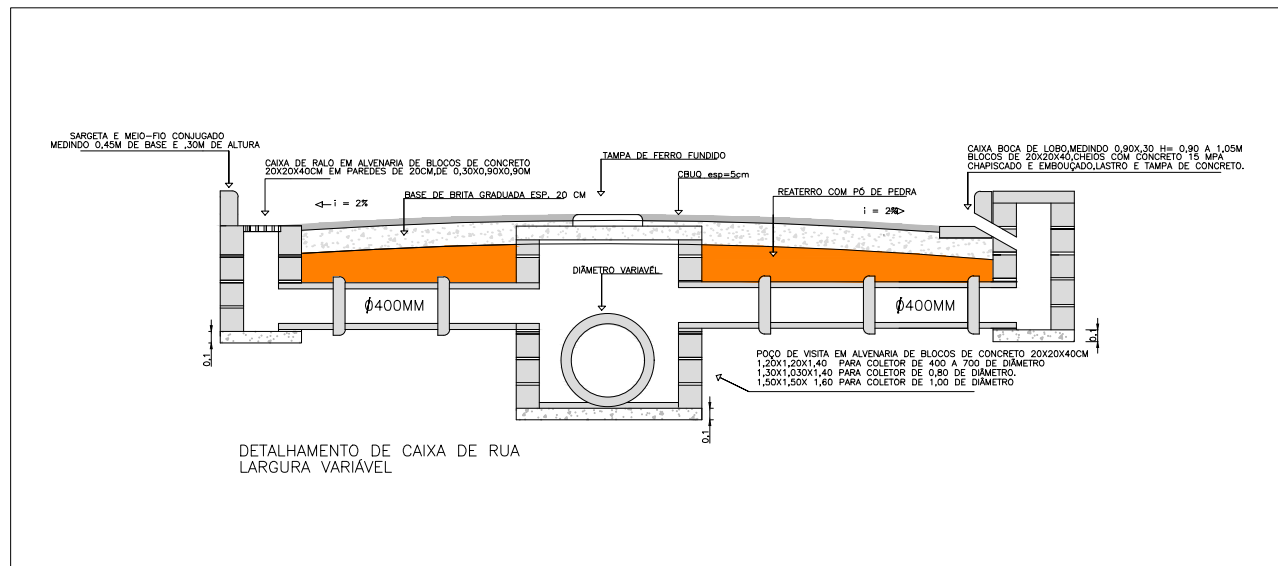 SARGETA E MEIO-FIO CONJUGADO
MEDINDO 0,45M DE BASE E ,30M DE ALTURA
CAIXA DE RALO EM ALVENARIA DE BLOCOS DE CONCRETO
20X20X40CM EM PAREDES DE 20CM,DE 0,30X0,90X0,90M
TAMPA DE FERRO FUNDIDO
CBUQ esp=5cm
CAIXA BOCA DE LOBO,MEDINDO 0,90X,30 H= 0,90 A 1,05M
BLOCOS DE 20X20X40,CHEIOS COM CONCRETO 15 MPA
CHAPISCADO E EMBOUÇADO,LASTRO E TAMPA DE CONCRETO.
BASE DE BRITA GRADUADA ESP. 20 CM
REATERRO COM PÓ DE PEDRA
i = 2%
i = 2%
DIÂMETRO VARIAVÉL
Ø400MM
Ø400MM
0,1
0,1
POÇO DE VISITA EM ALVENARIA DE BLOCOS DE CONCRETO 20X20X40CM
1,20X1,20X1,40 PARA COLETOR DE 400 A 700 DE DIÂMETRO
1,30X1,030X1,40 PARA COLETOR DE 0,80 DE DIÂMETRO.
1,50X1,50X 1,60 PARA COLETOR DE 1,00 DE DIÂMETRO
0,1
DETALHAMENTO DE CAIXA DE RUA
LARGURA VARIÁVEL